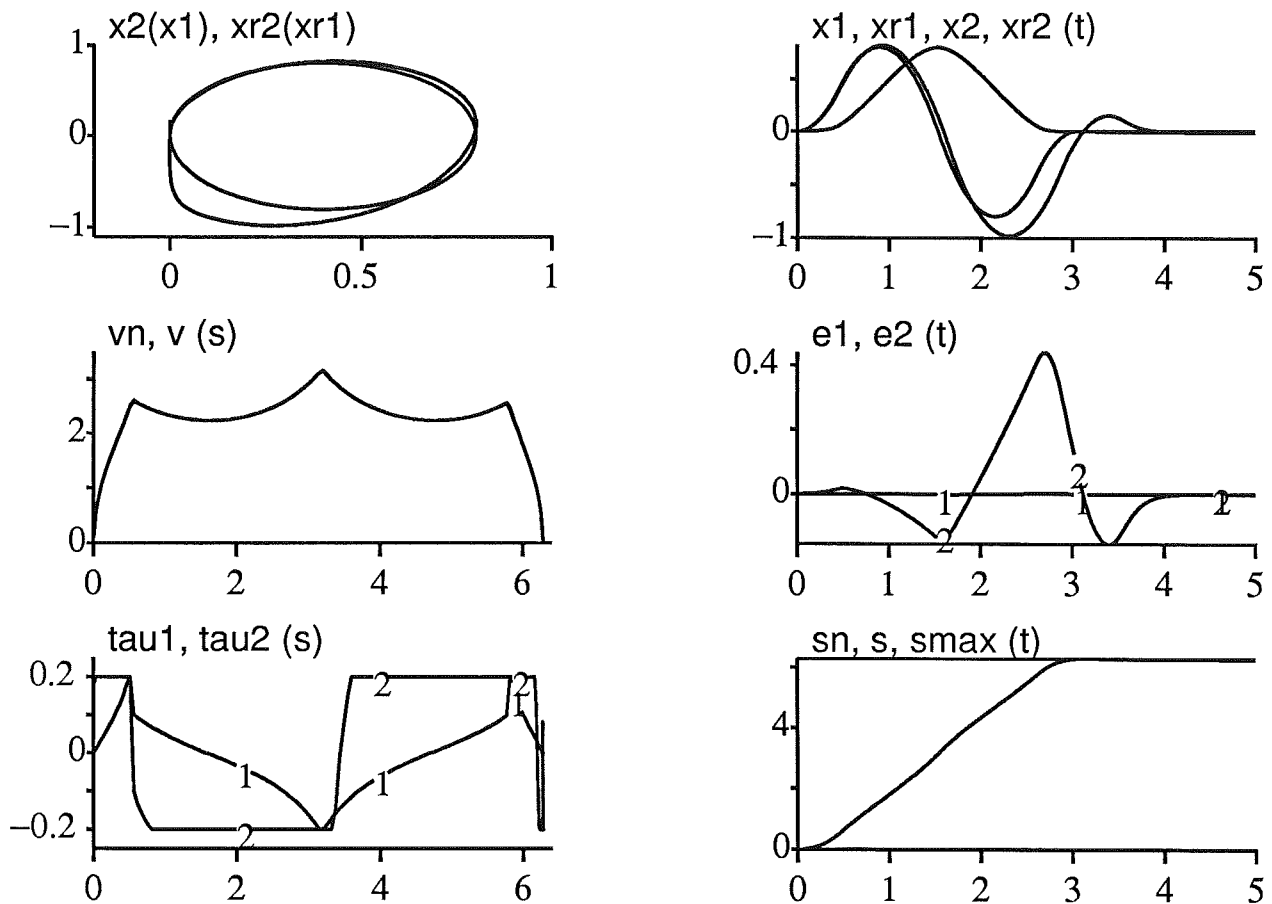 x2(x1), xr2(xr1)
1
0
−1
0 0.5 1
x1, xr1, x2, xr2 (t)
0
−1
0 1 2 3 4 5
vn, v (s)
2
0
0 2 4 6
e1, e2 (t)
0.4
0
1 2
2 1
1 2
0 1 2 3 4 5
tau1, tau2 (s)
0.2
0
−0.2
1 2
2 1
2 1
0 2 4 6
sn, s, smax (t)
4
0
0 1 2 3 4 5